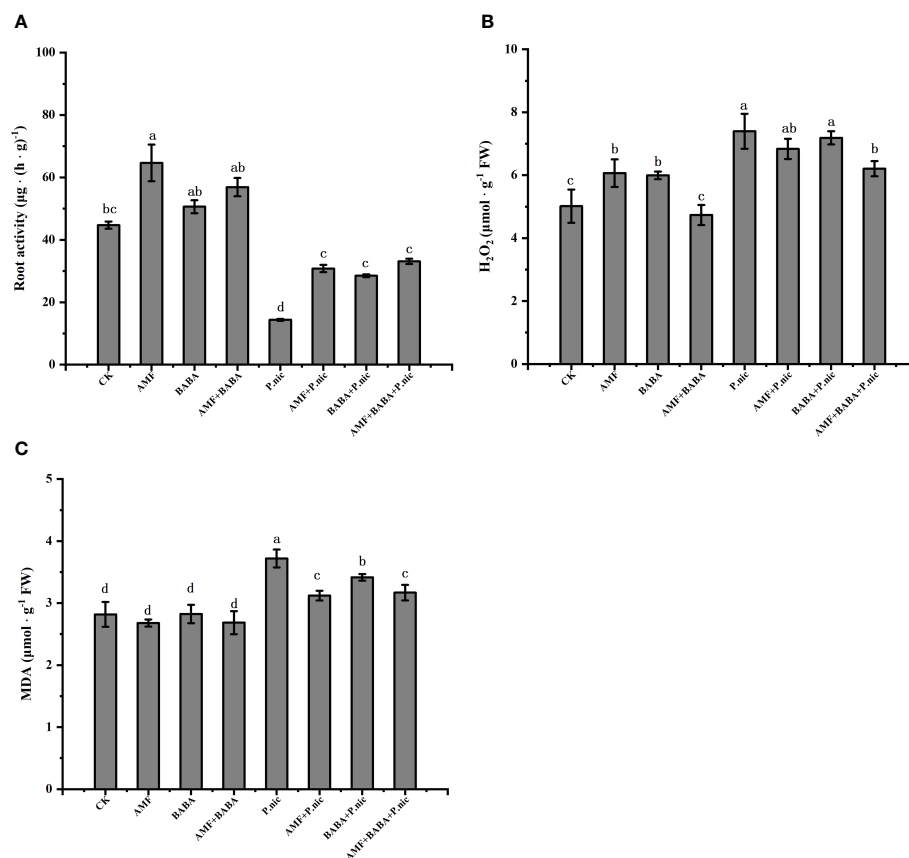 A
Root activity (μg · (h · g)⁻¹)
100
80
60
40
20
0
bc
a
ab
ab
d
c
c
c
CK
AMF
BABA
AMF+BABA
P.nic
AMF+P.nic
BABA+P.nic
AMF+BABA+P.nic
B
H₂O₂ (μmol · g⁻¹ FW)
10
8
6
4
2
0
c
b
b
c
a
ab
a
b
CK
AMF
BABA
AMF+BABA
P.nic
AMF+P.nic
BABA+P.nic
AMF+BABA+P.nic
C
MDA (μmol · g⁻¹ FW)
5
4
3
2
1
0
d
d
d
d
a
c
b
c
CK
AMF
BABA
AMF+BABA
P.nic
AMF+P.nic
BABA+P.nic
AMF+BABA+P.nic